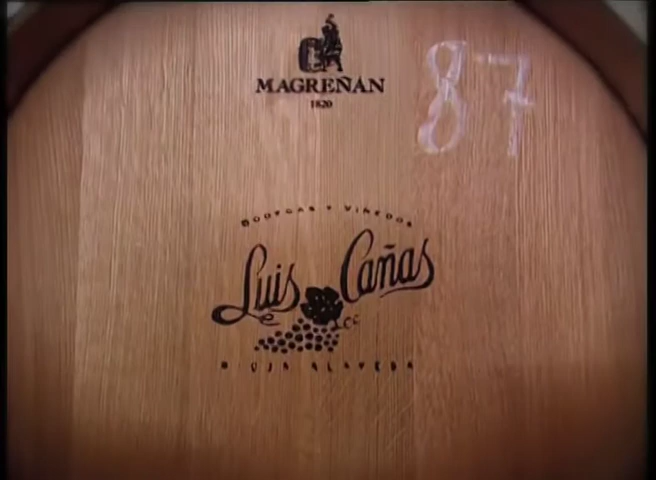 MAGREÑAN
1820
87
BODEGAS Y VIÑEDOS
Luis Cañas
RIOJA ALAVESA